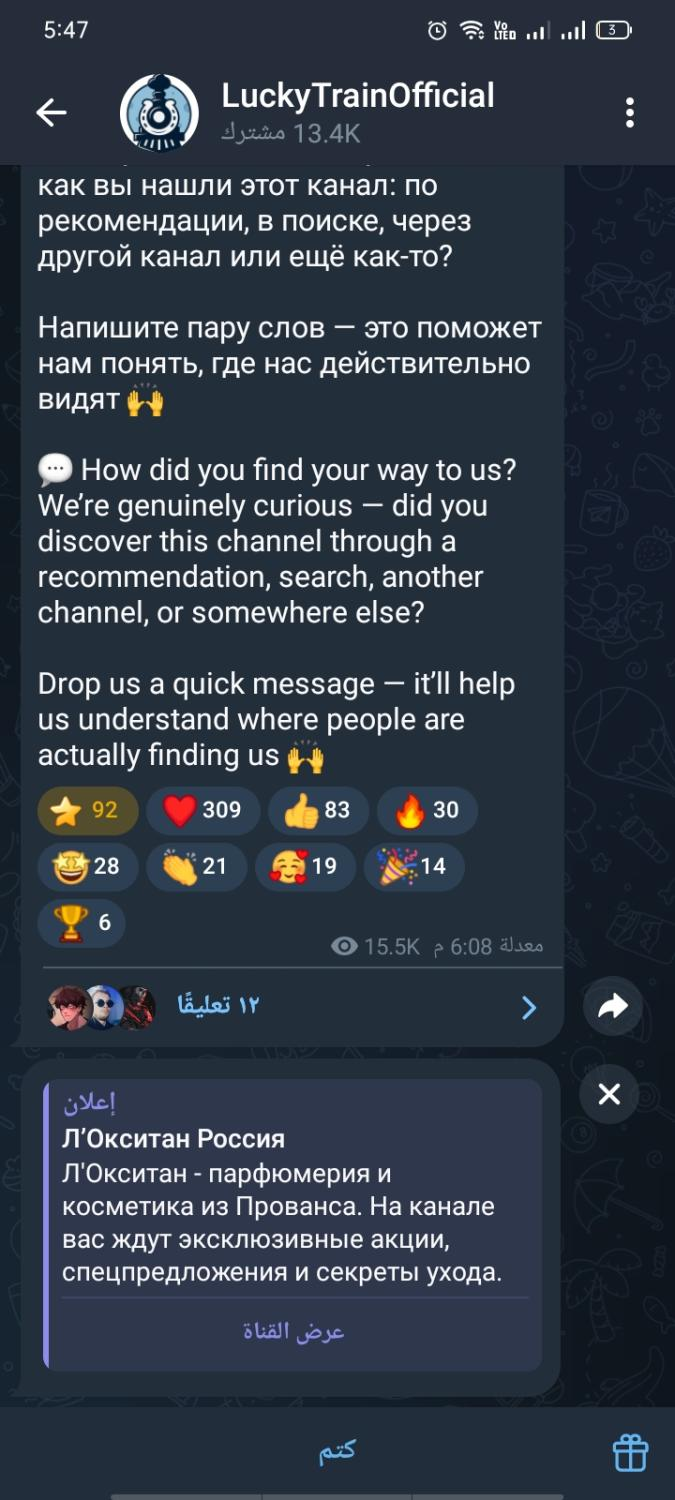 5:47
Vo LTED
3
LuckyTrainOfficial
13.4K مشترك
как вы нашли этот канал: по
рекомендации, в поиске, через
другой канал или ещё как-то?
Напишите пару слов — это поможет
нам понять, где нас действительно
видят 🙌
💬 How did you find your way to us?
We’re genuinely curious — did you
discover this channel through a
recommendation, search, another
channel, or somewhere else?
Drop us a quick message — it’ll help
us understand where people are
actually finding us 🙌
⭐ 92 ❤️ 309 👍 83 🔥 30
🤩 28 👏 21 🥰 19 🎉 14
🏆 6
15.5K معدلة 6:08 م
١٢ تعليقًا
إعلان
Л’Окситан Россия
Л'Окситан - парфюмерия и
косметика из Прованса. На канале
вас ждут эксклюзивные акции,
спецпредложения и секреты ухода.
عرض القناة
كتم